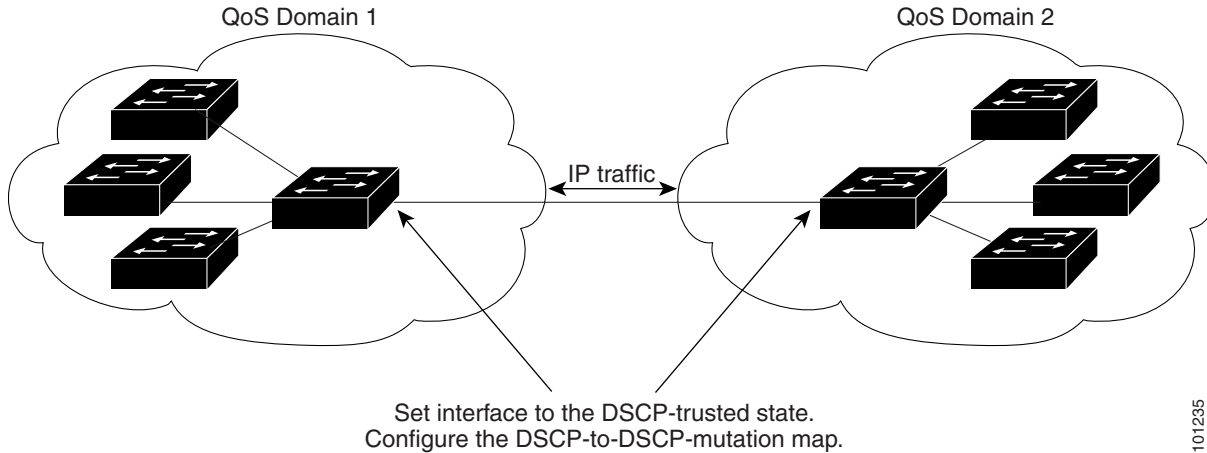 QoS Domain 1
QoS Domain 2
IP traffic
Set interface to the DSCP-trusted state.
Configure the DSCP-to-DSCP-mutation map.
101235